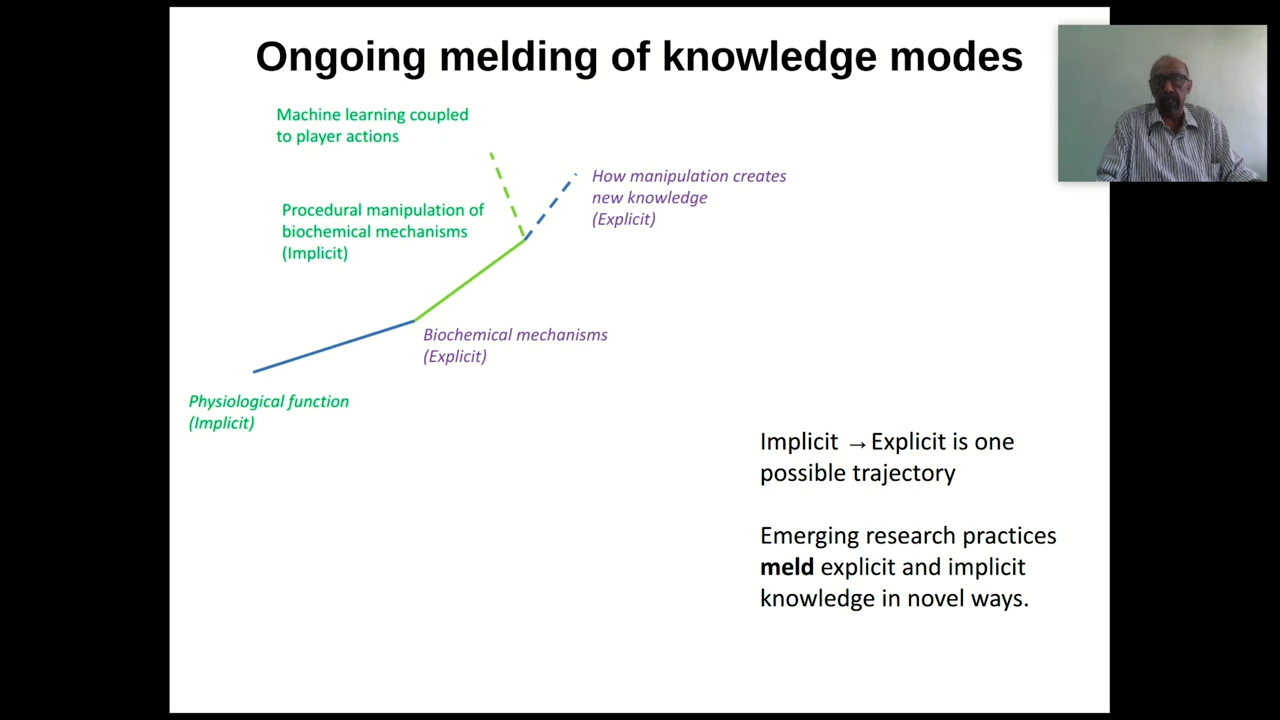 Ongoing melding of knowledge modes
Machine learning coupled
to player actions
How manipulation creates
new knowledge
(Explicit)
Procedural manipulation of
biochemical mechanisms
(Implicit)
Biochemical mechanisms
(Explicit)
Physiological function
(Implicit)
Implicit → Explicit is one
possible trajectory
Emerging research practices
meld explicit and implicit
knowledge in novel ways.